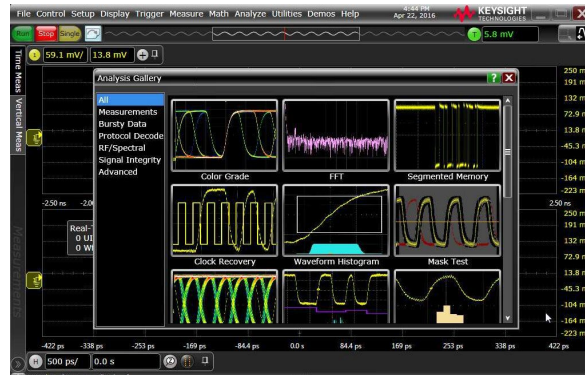 File Control Setup Display Trigger Measure Math Analyze Utilities Demos Help
4:44 PM
Apr 22, 2016
KEYSIGHT
TECHNOLOGIES
Run Stop Single
T 5.8 mV
1 59.1 mV/ 13.8 mV
Time Meas
Vertical Meas
Measurements
Analysis Gallery
? X
All
Measurements
Bursty Data
Protocol Decode
RF/Spectral
Signal Integrity
Advanced
Color Grade
FFT
Segmented Memory
Clock Recovery
Waveform Histogram
Mask Test
250 m
191 m
132 m
72.9 m
13.8 m
-45.3 m
-104 m
-164 m
-223 m
-250 ns
2.50 ns
Real-
0 UI
250 m
191 m
132 m
72.9 m
13.8 m
-45.3 m
-104 m
-164 m
-223 m
-422 ps -338 ps -253 ps -169 ps -84.4 ps 0.0 s 84.4 ps 169 ps 253 ps 338 ps 422 ps
H 500 ps/ 0.0 s